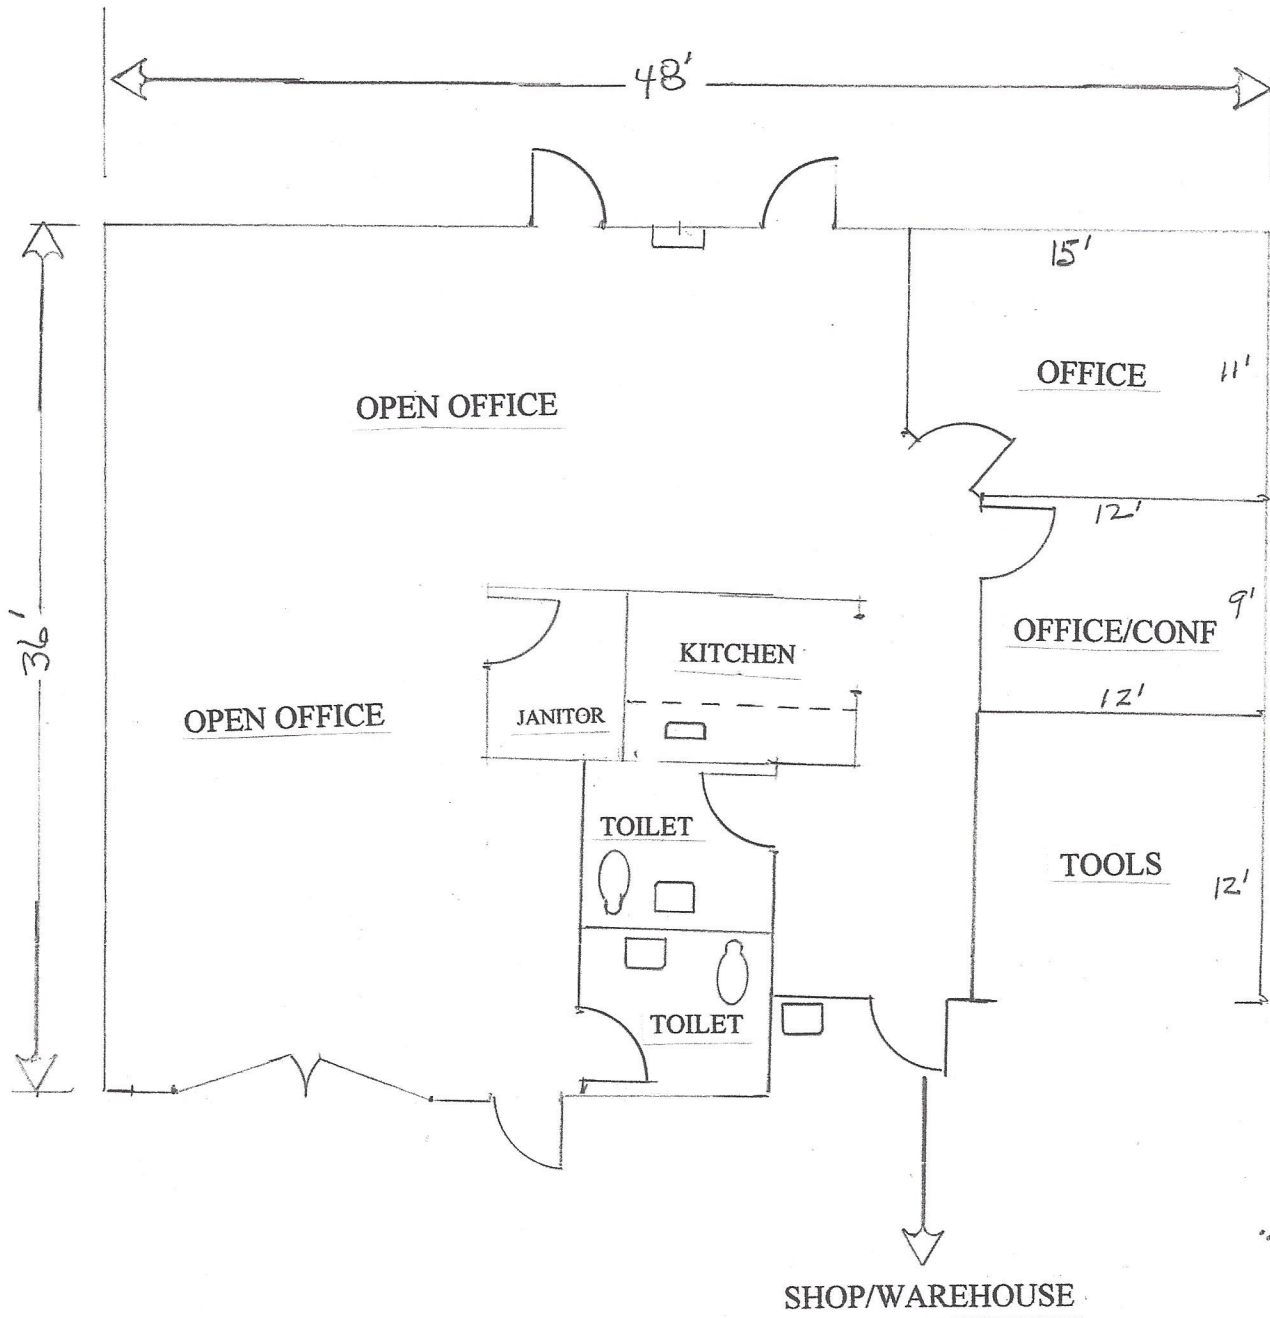 48'
15'
OFFICE
11'
OPEN OFFICE
12'
36'
9'
OFFICE/CONF
KITCHEN
12'
OPEN OFFICE
JANITOR
TOILET
TOOLS
12'
TOILET
SHOP/WAREHOUSE